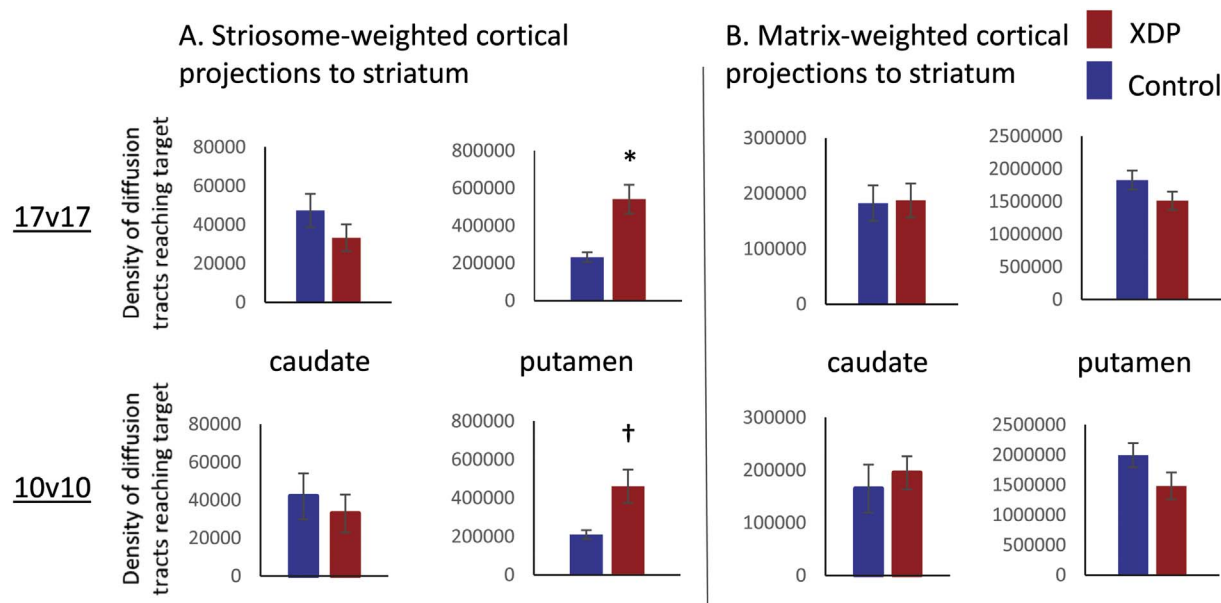 A. Striosome-weighted cortical
projections to striatum
B. Matrix-weighted cortical
projections to striatum
XDP
Control
17v17
Density of diffusion
tracts reaching target
80000
60000
40000
20000
0
800000
600000
400000
200000
0
*
300000
200000
100000
0
2500000
2000000
1500000
1000000
500000
0
caudate
putamen
caudate
putamen
10v10
Density of diffusion
tracts reaching target
80000
60000
40000
20000
0
800000
600000
400000
200000
0
†
300000
200000
100000
0
2500000
2000000
1500000
1000000
500000
0